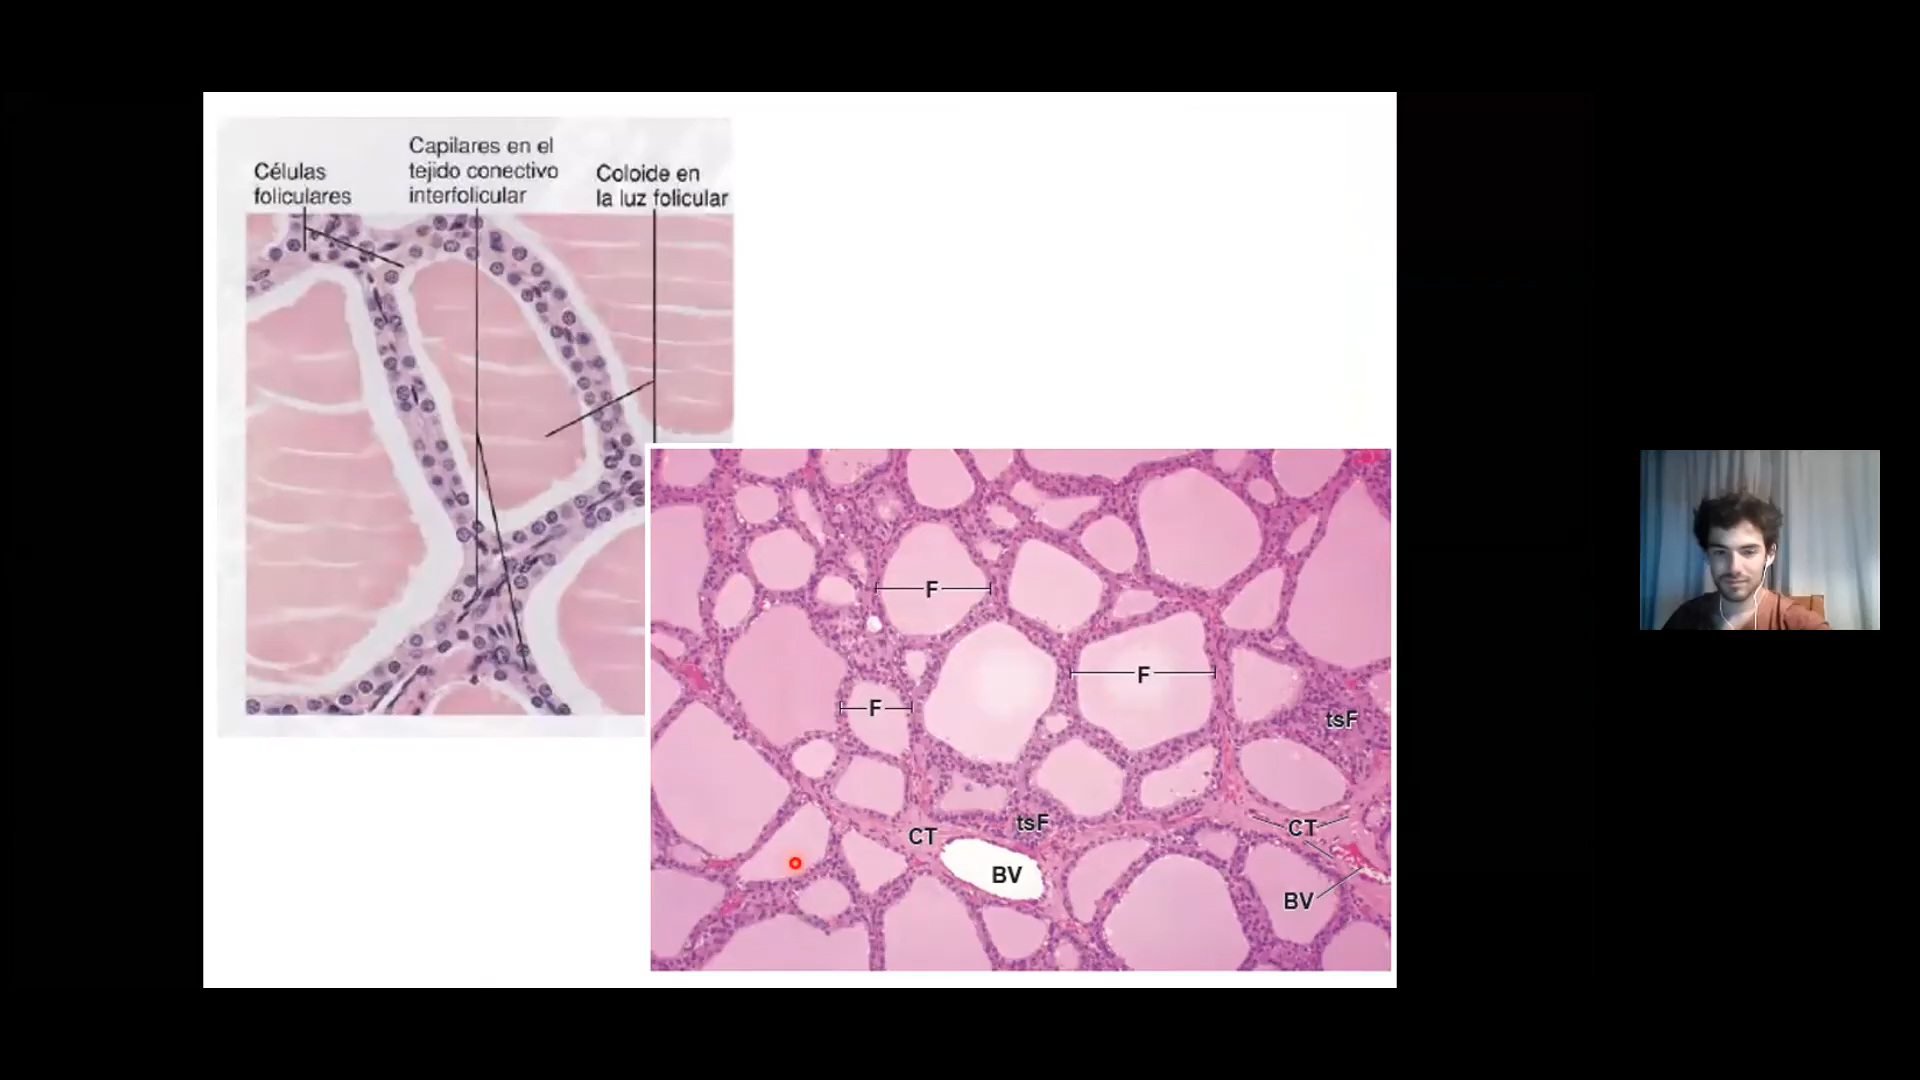 Células
foliculares
Capilares en el
tejido conectivo
interfolicular
Coloide en
la luz folicular
F
F
F
tsF
tsF
CT
CT
BV
BV